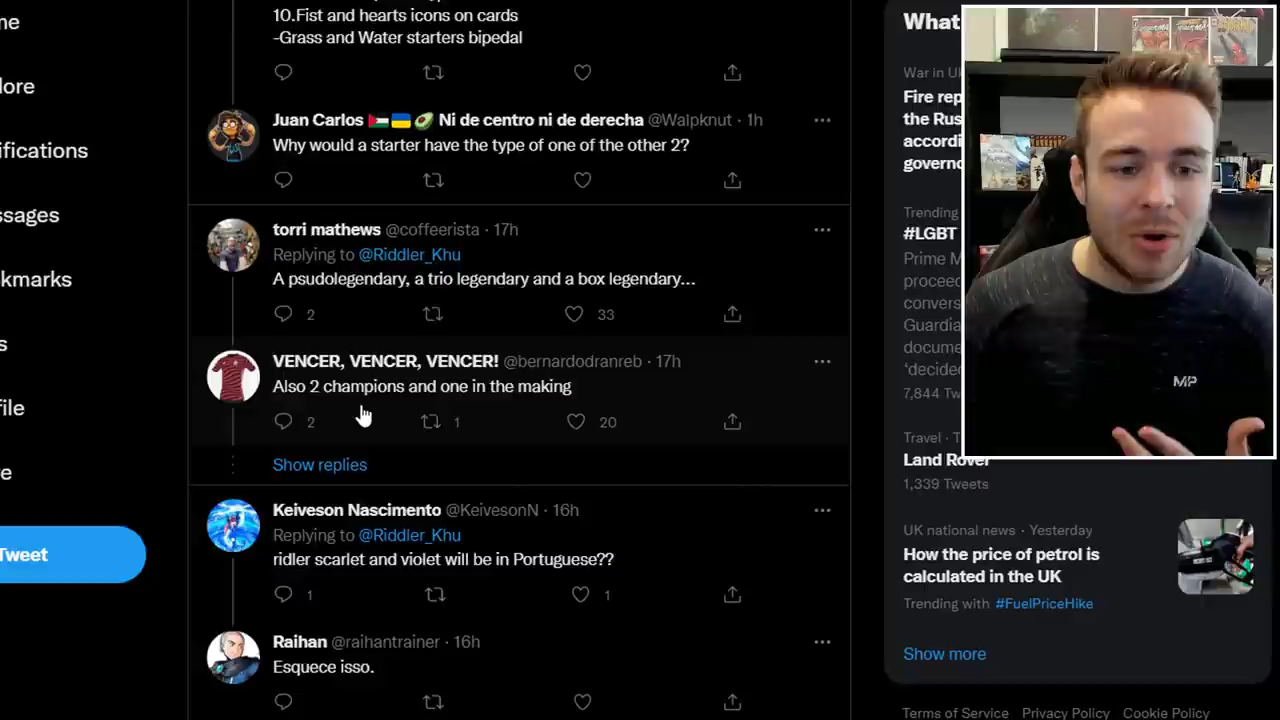 me
lore
ifications
ssages
kmarks
s
file
re
Tweet
10.Fist and hearts icons on cards
-Grass and Water starters bipedal
Juan Carlos 🇵🇸 🇺🇦 🥑 Ni de centro ni de derecha @Walpknut · 1h
Why would a starter have the type of one of the other 2?
torri mathews @coffeerista · 17h
Replying to @Riddler_Khu
A psudolegendary, a trio legendary and a box legendary...
2 33
VENCER, VENCER, VENCER! @bernardodranreb · 17h
Also 2 champions and one in the making
2 1 20
Show replies
Keiveson Nascimento @KeivesonN · 16h
Replying to @Riddler_Khu
ridler scarlet and violet will be in Portuguese??
1 1
Raihan @raihantrainer · 16h
Esquece isso.
What
War in U
Fire rep
the Rus
accordi
governo
Trending
#LGBT
Prime M
proceed
convers
Guardia
docume
'decided
7,844 Tw
Travel · T
Land Rover
1,339 Tweets
UK national news · Yesterday
How the price of petrol is
calculated in the UK
Trending with #FuelPriceHike
Show more
Terms of Service Privacy Policy Cookie Policy
MP